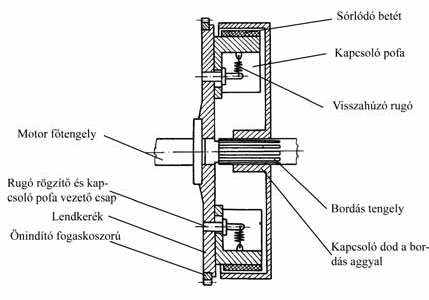 Sórlódó betét
Kapcsoló pofa
Visszahúzó rugó
Motor főtengely
Rugó rögzítő és kap-
csoló pofa vezető csap
Lendkerék
Önindító fogaskoszorú
Bordás tengely
Kapcsoló dod a bor-
dás aggyal